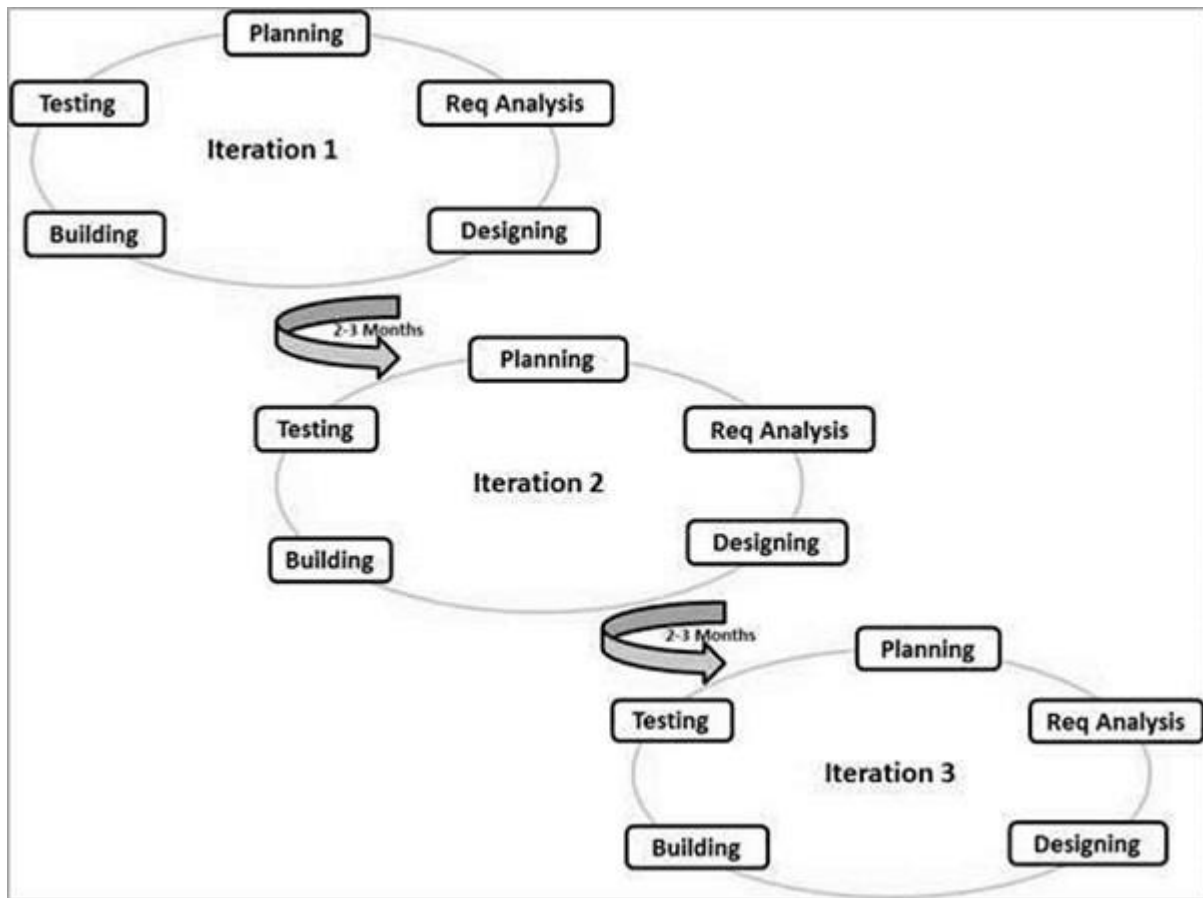 Planning
Testing
Req Analysis
Iteration 1
Building
Designing
2-3 Months
Planning
Testing
Req Analysis
Iteration 2
Building
Designing
2-3 Months
Planning
Testing
Req Analysis
Iteration 3
Building
Designing